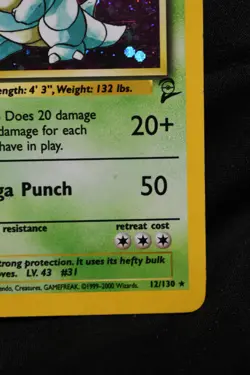 ength: 4' 3", Weight: 132 lbs.
Does 20 damage
damage for each
have in play.
20+
ga Punch 50
resistance retreat cost
trong protection. It uses its hefty bulk
oves. LV. 43 #31
endo, Creatures, GAMEFREAK. ©1999-2000 Wizards. 12/130 ★
2